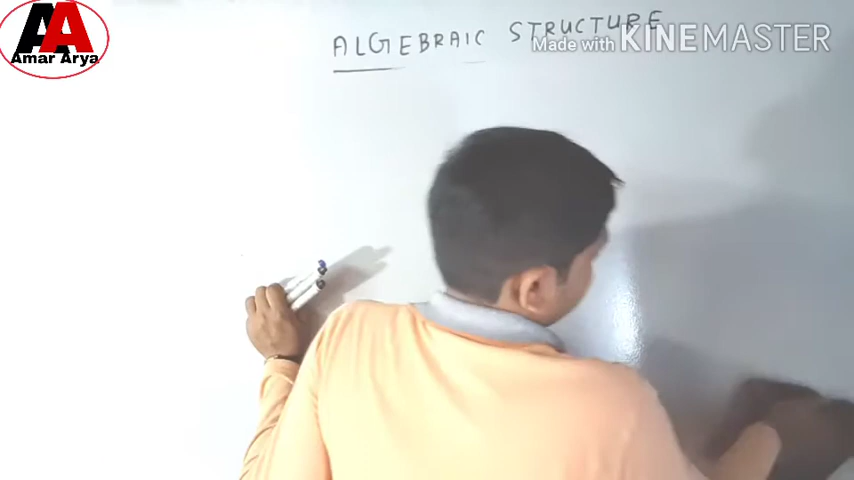 AA
Amar Arya
ALGEBRAIC STRUCTURE
Made with KINEMASTER